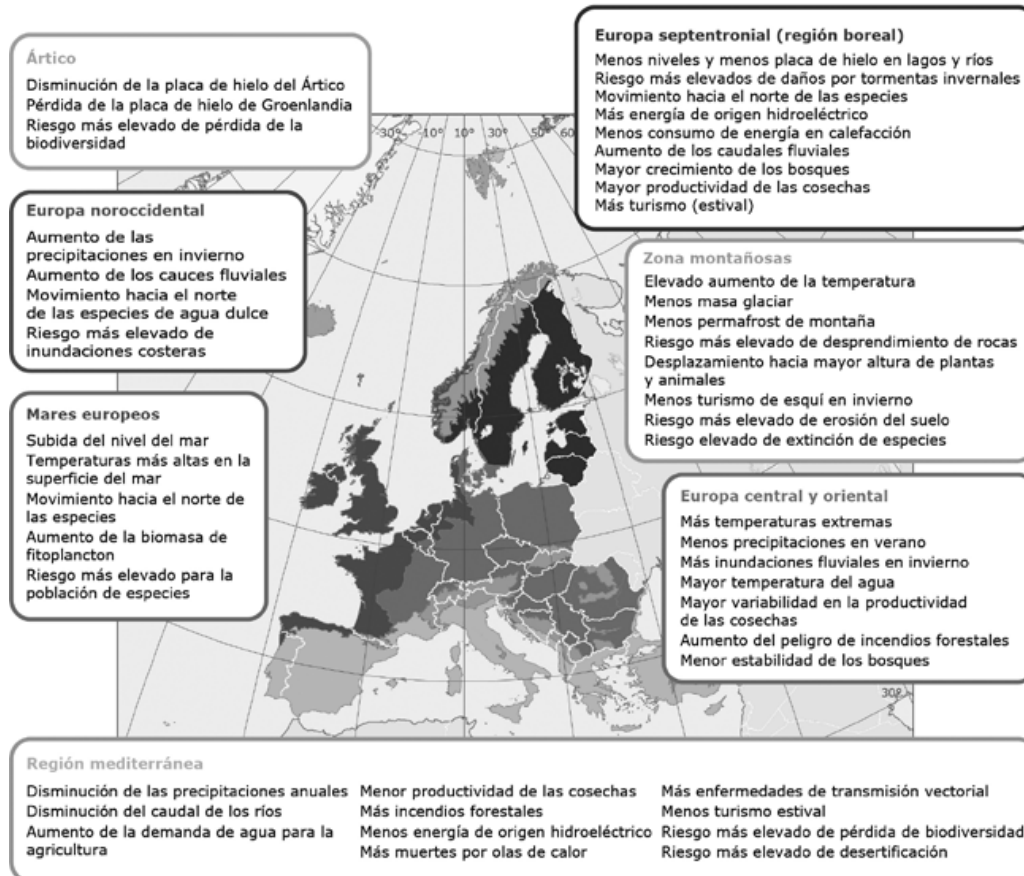 Ártico
Disminución de la placa de hielo del Ártico
Pérdida de la placa de hielo de Groenlandia
Riesgo más elevado de pérdida de la
biodiversidad
Europa septentronial (región boreal)
Menos niveles y menos placa de hielo en lagos y ríos
Riesgo más elevados de daños por tormentas invernales
Movimiento hacia el norte de las especies
Más energía de origen hidroeléctrico
Menos consumo de energía en calefacción
Aumento de los caudales fluviales
Mayor crecimiento de los bosques
Mayor productividad de las cosechas
Más turismo (estival)
-30° -10° 10° 30° 50° 60
Europa noroccidental
Aumento de las
precipitaciones en invierno
Aumento de los cauces fluviales
Movimiento hacia el norte
de las especies de agua dulce
Riesgo más elevado de
inundaciones costeras
Zona montañosas
Elevado aumento de la temperatura
Menos masa glaciar
Menos permafrost de montaña
Riesgo más elevado de desprendimiento de rocas
Desplazamiento hacia mayor altura de plantas
y animales
Menos turismo de esquí en invierno
Riesgo más elevado de erosión del suelo
Riesgo elevado de extinción de especies
Mares europeos
Subida del nivel del mar
Temperaturas más altas en la
superficie del mar
Movimiento hacia el norte de
las especies
Aumento de la biomasa de
fitoplancton
Riesgo más elevado para la
población de especies
Europa central y oriental
Más temperaturas extremas
Menos precipitaciones en verano
Más inundaciones fluviales en invierno
Mayor temperatura del agua
Mayor variabilidad en la productividad
de las cosechas
Aumento del peligro de incendios forestales
Menor estabilidad de los bosques
30°
Región mediterránea
Disminución de las precipitaciones anuales
Disminución del caudal de los ríos
Aumento de la demanda de agua para la
agricultura
Menor productividad de las cosechas
Más incendios forestales
Menos energía de origen hidroeléctrico
Más muertes por olas de calor
Más enfermedades de transmisión vectorial
Menos turismo estival
Riesgo más elevado de pérdida de biodiversidad
Riesgo más elevado de desertificación